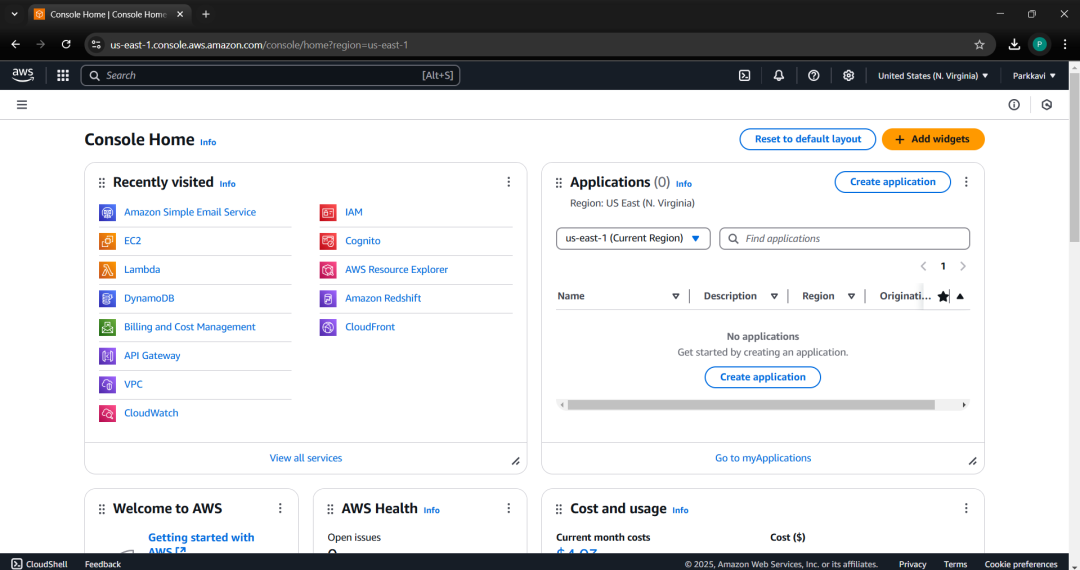 Console Home | Console Home
us-east-1.console.aws.amazon.com/console/home?region=us-east-1
P
aws
Search
[Alt+S]
United States (N. Virginia)
Parkkavi
Console Home Info
Reset to default layout
+ Add widgets
Recently visited Info
Amazon Simple Email Service
EC2
Lambda
DynamoDB
Billing and Cost Management
API Gateway
VPC
CloudWatch
IAM
Cognito
AWS Resource Explorer
Amazon Redshift
CloudFront
View all services
Applications (0) Info
Create application
Region: US East (N. Virginia)
us-east-1 (Current Region)
Find applications
1
Name
Description
Region
Originati...
No applications
Get started by creating an application.
Create application
Go to myApplications
Welcome to AWS
Getting started with
AWS
AWS Health Info
Open issues
Cost and usage Info
Current month costs
Cost ($)
CloudShell
Feedback
© 2025, Amazon Web Services, Inc. or its affiliates.
Privacy
Terms
Cookie preferences